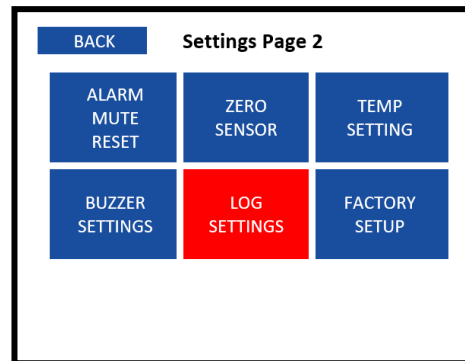 BACK
Settings Page 2
ALARM
MUTE
RESET
ZERO
SENSOR
TEMP
SETTING
BUZZER
SETTINGS
LOG
SETTINGS
FACTORY
SETUP